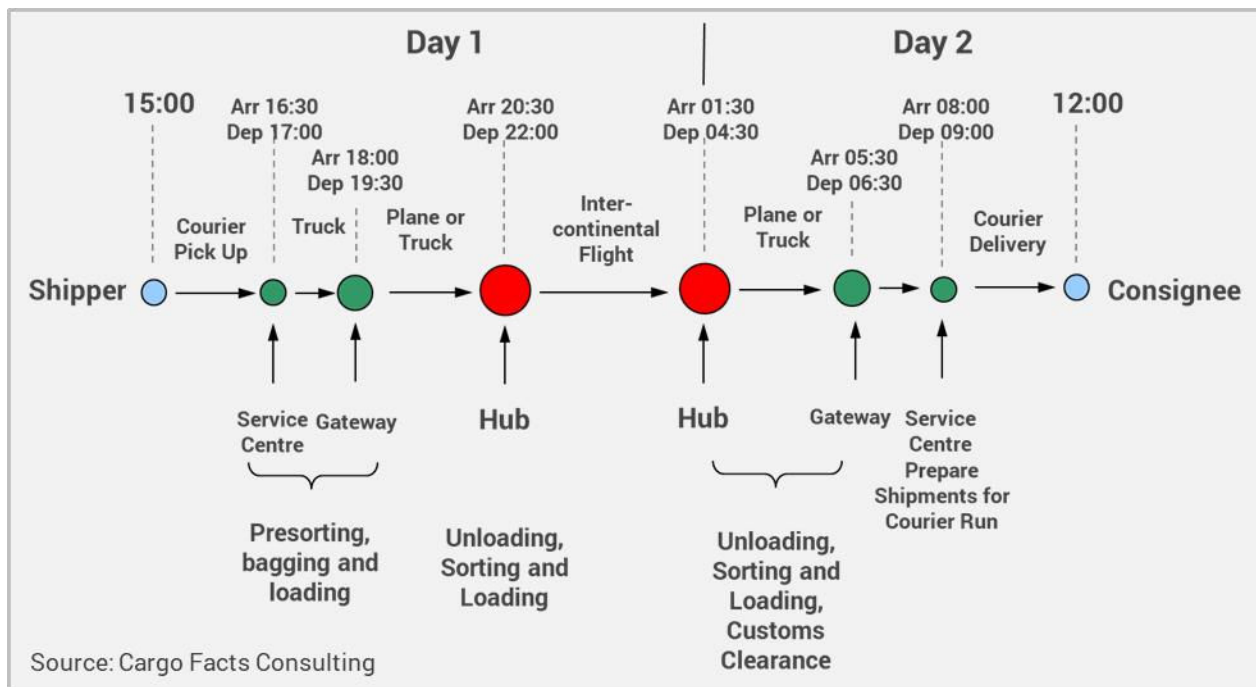 Day 1
Day 2
15:00
Arr 16:30
Dep 17:00
Arr 18:00
Dep 19:30
Arr 20:30
Dep 22:00
Arr 01:30
Dep 04:30
Arr 05:30
Dep 06:30
Arr 08:00
Dep 09:00
12:00
Shipper
Courier
Pick Up
Truck
Plane or
Truck
Inter-
continental
Flight
Plane or
Truck
Courier
Delivery
Consignee
Service
Centre
Gateway
Hub
Hub
Gateway
Service
Centre
Prepare
Shipments for
Courier Run
Presorting,
bagging and
loading
Unloading,
Sorting and
Loading
Unloading,
Sorting and
Loading,
Customs
Clearance
Source: Cargo Facts Consulting